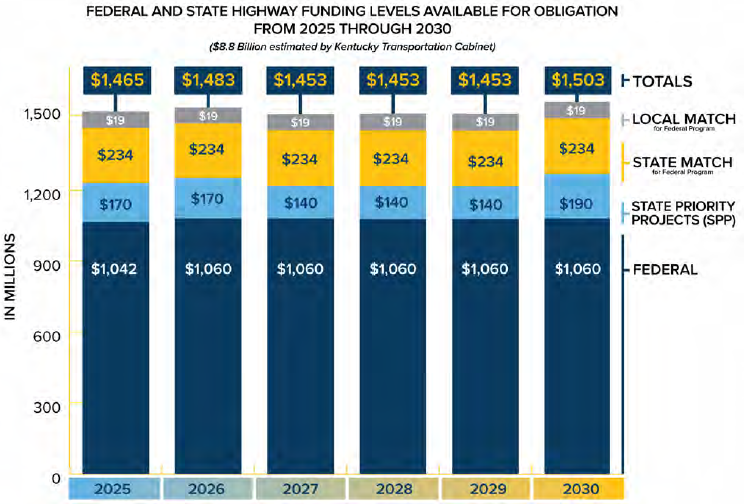 FEDERAL AND STATE HIGHWAY FUNDING LEVELS AVAILABLE FOR OBLIGATION
FROM 2025 THROUGH 2030
($8.8 Billion estimated by Kentucky Transportation Cabinet)
$1,465 $1,483 $1,453 $1,453 $1,453 $1,503 TOTALS
1,500
$19 $19 $19 $19 $19 $19 LOCAL MATCH
for Federal Program
$234 $234 $234 $234 $234 $234 STATE MATCH
for Federal Program
1,200
$170 $170 $140 $140 $140 $190 STATE PRIORITY
PROJECTS (SPP)
900
$1,042 $1,060 $1,060 $1,060 $1,060 $1,060 FEDERAL
IN MILLIONS
600
300
0
2025 2026 2027 2028 2029 2030